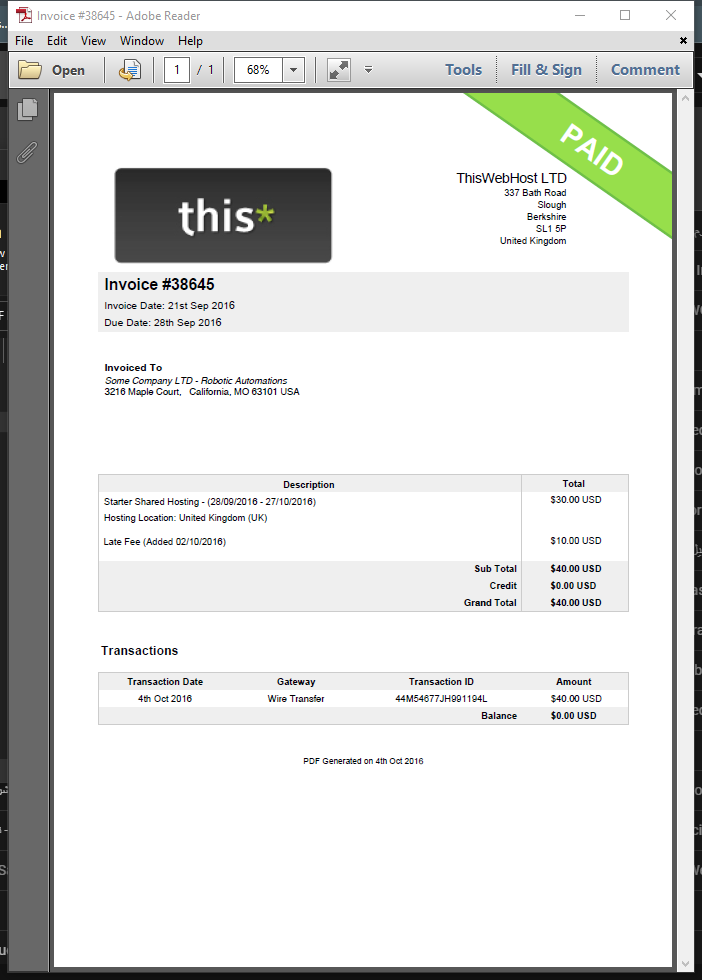 Invoice #38645 - Adobe Reader
File Edit View Window Help
Open 1 / 1 68% Tools Fill & Sign Comment
PAID
this*
ThisWebHost LTD
337 Bath Road
Slough
Berkshire
SL1 5P
United Kingdom
Invoice #38645
Invoice Date: 21st Sep 2016
Due Date: 28th Sep 2016
Invoiced To
Some Company LTD - Robotic Automations
3216 Maple Court, California, MO 63101 USA
Description Total
Starter Shared Hosting - (28/09/2016 - 27/10/2016) $30.00 USD
Hosting Location: United Kingdom (UK)
Late Fee (Added 02/10/2016) $10.00 USD
Sub Total $40.00 USD
Credit $0.00 USD
Grand Total $40.00 USD
Transactions
Transaction Date Gateway Transaction ID Amount
4th Oct 2016 Wire Transfer 44M54677JH991194L $40.00 USD
Balance $0.00 USD
PDF Generated on 4th Oct 2016